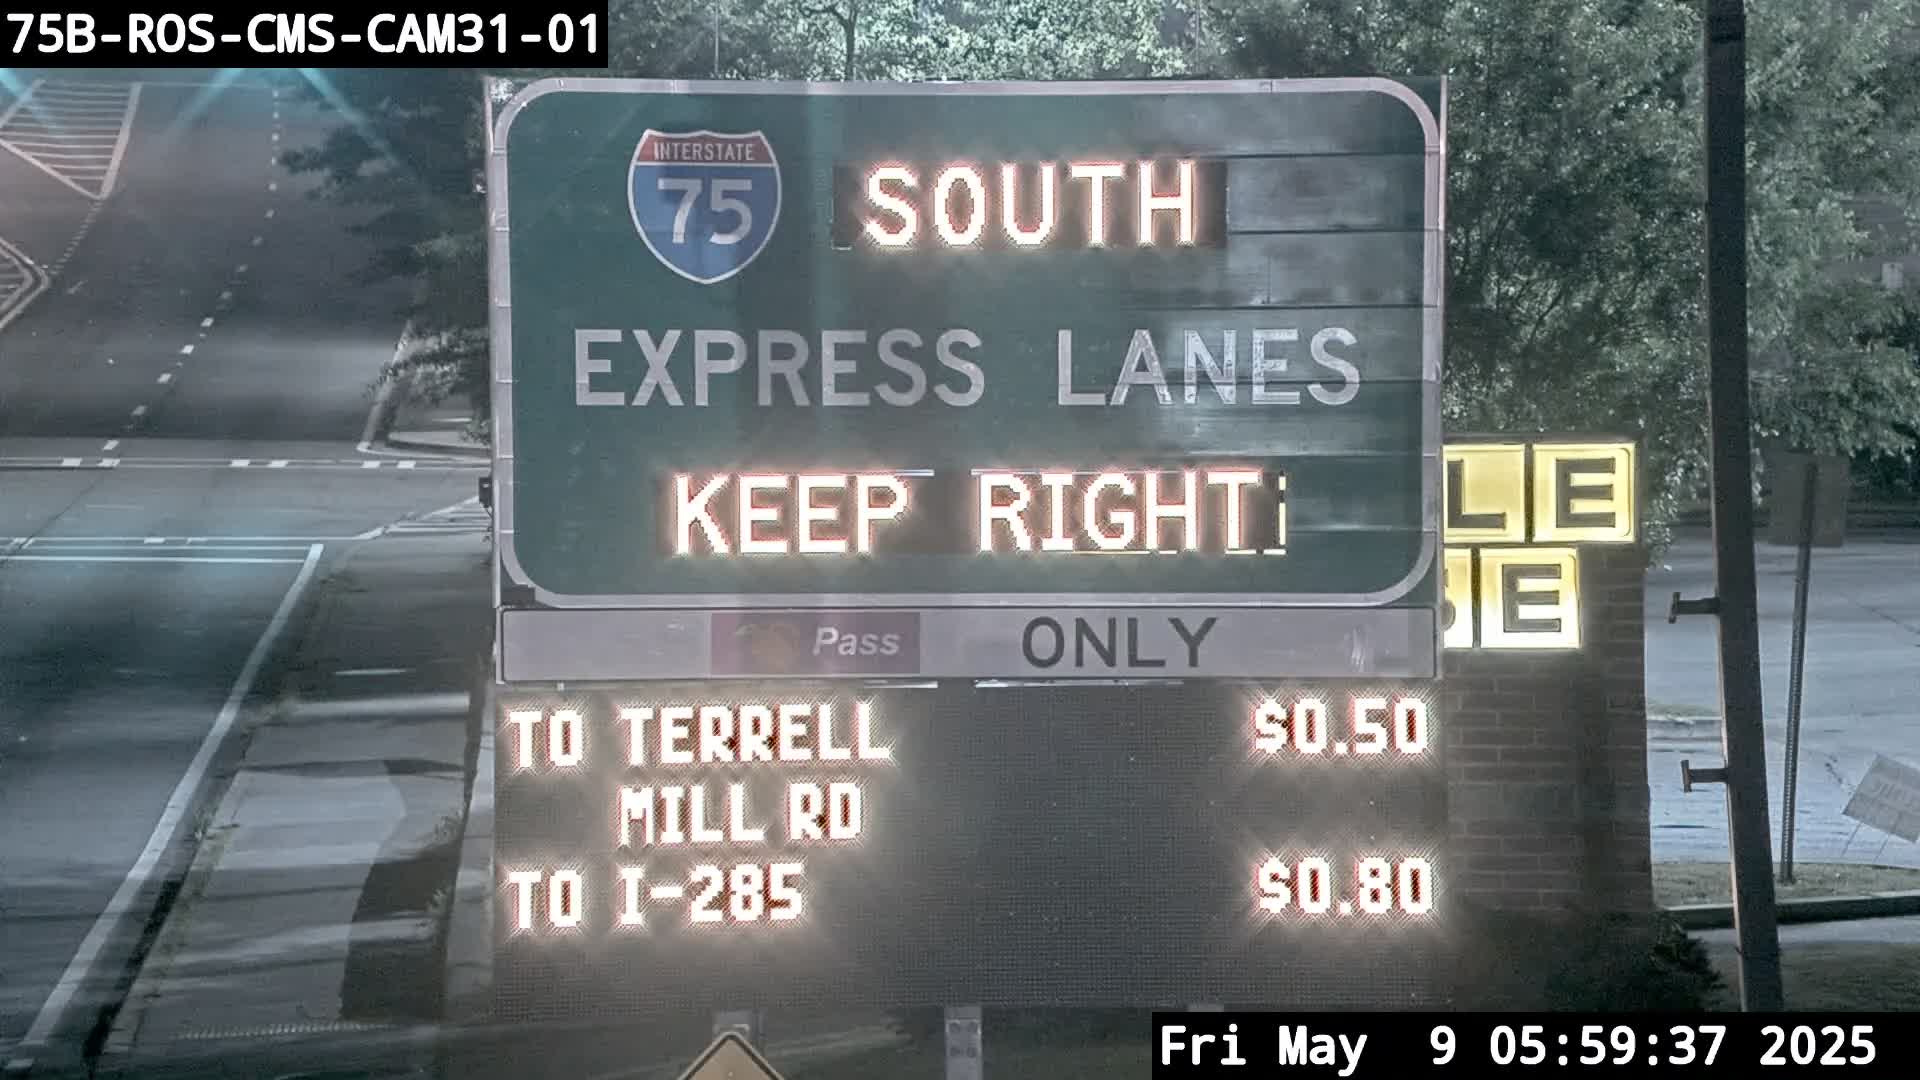 75B-ROS-CMS-CAM31-01
INTERSTATE
75
SOUTH
EXPRESS LANES
KEEP RIGHT
Pass ONLY
TO TERRELL $0.50
MILL RD
TO I-285 $0.80
LE
E
Fri May 9 05:59:37 2025